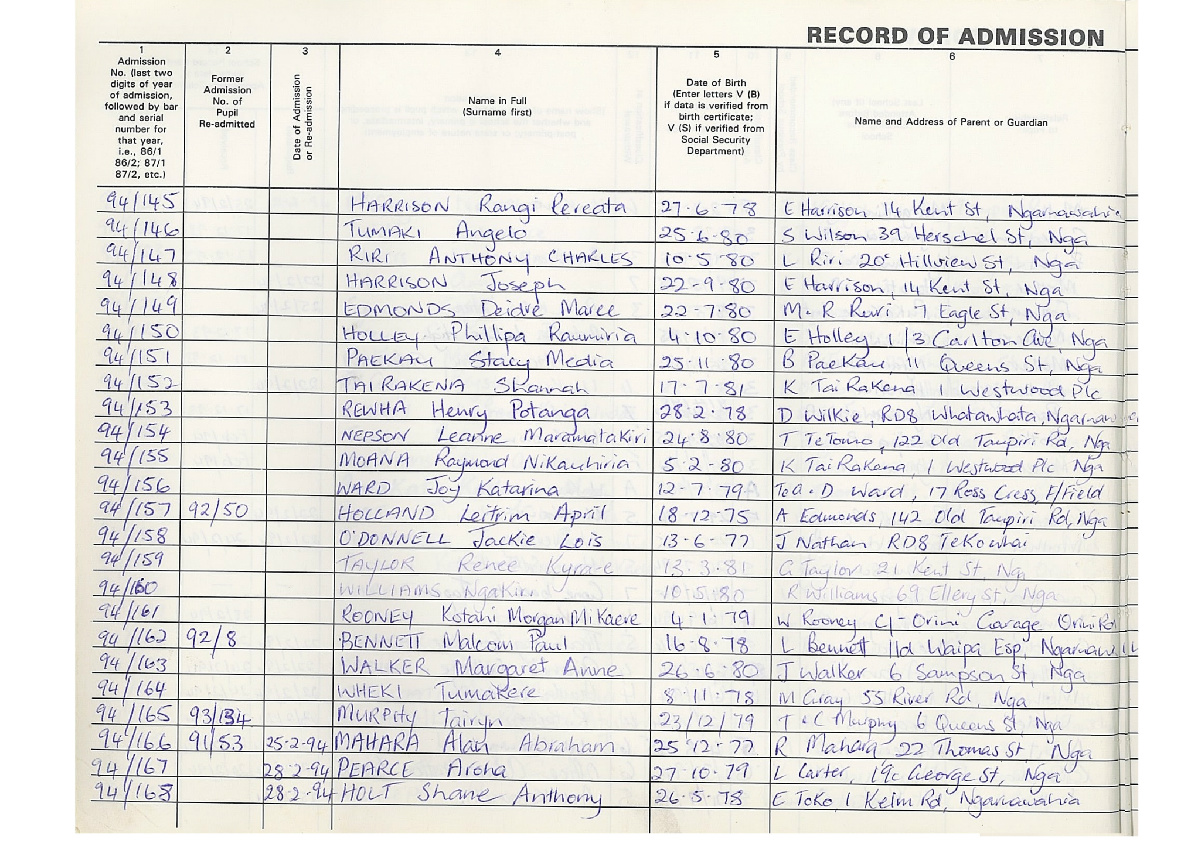 RECORD OF ADMISSION
1 2 3 4 5 6
Admission No. (last two digits of year of admission, followed by bar and serial number for that year, i.e., 86/1 86/2; 87/1 87/2, etc.)
Former Admission No. of Pupil Re-admitted
Date of Admission or Re-admission
Name in Full (Surname first)
Date of Birth (Enter letters V (B) if data is verified from birth certificate; V (S) if verified from Social Security Department)
Name and Address of Parent or Guardian
94/145 HARRISON Rangi Pereata 27·6·78 E Harrison 14 Kent St, Ngaruawahia
94/146 TUMAKI Angelo 25·6·80 S Wilson 39 Herschel St, Nga
94/147 RIRI ANTHONY CHARLES 10·5·80 L Riri 20c Hillview St, Nga
94/148 HARRISON Joseph 22-9-80 E Harrison, 14 Kent St, Nga
94/149 EDMONDS Deidre Maree 22-7·80 M·R 7 Eagle St, Nga
94/150 HOLLEY Phillipa Raumiria 4·10·80 E Holley 1/3 Carlton Ave, Nga
94/151 PAEKAU Stacy Media 25·11·80 B PaeKau 11 Queens St, Nga
94/152 TAI RAKENA Shannah 17·7·81 K Tai RaKena 1 Westwood Plc
94/153 REWHA Henry Potanga 28·2·78 D Wilkie, RD8 Whatawhata, Ngaruawahia
94/154 NEPSON Leanne Maramatakiri 24·8·80 T TeTomo, 122 Old Taupiri Rd, Nga
94/155 MOANA Raymond Nikauhiria 5·2·80 K Tai RaKena, 1 Westwood Plc Nga
94/156 WARD Joy Katarina 12-7·79 D Ward, 17 Ross Cress, F/Field
94/157 92/50 HOLLAND Leitrim April 18·12·75 A Edmonds, 142 Old Taupiri Rd, Nga
94/158 O'DONNELL Jackie Lois 13-6-77 J Nathan RD8 TeKowhai
94/159 TAYLOR Renee Kyra-e 13·3·81 G Taylor 21 Kent St, Nga
94/160 WILLIAMS NgaKira 10·5·80 R Williams 69 Ellery St, Nga
94/161 ROONEY Kotahi Morgan MiKaere 4·1·79 W Rooney C/- Orini Garage Orini Rd
94/162 92/8 BENNETT Malcom Paul 16·8·78 L Bennett 11d Waipa Esp, Ngaruawahia
94/163 WALKER Margaret Anne 26·6·80 J Walker 6 Sampson St, Nga
94/164 WHEKI Tumakere 8·11·78 M Gray 55 River Rd, Nga
94/165 93/134 MURPHY Tairyn 23/12/79 T & C Murphy 6 Queens St, Nga
94/166 91/53 25-2-94 MAHARA Alan Abraham 25·12·77 R Mahara 22 Thomas St Nga
94/167 28·2·94 PEARCE Aroha 27·10·79 L Carter, 19c George St, Nga
94/168 28·2·94 HOLT Shane Anthony 26·5·78 E Toko 1 Kelm Rd, Ngaruawahia